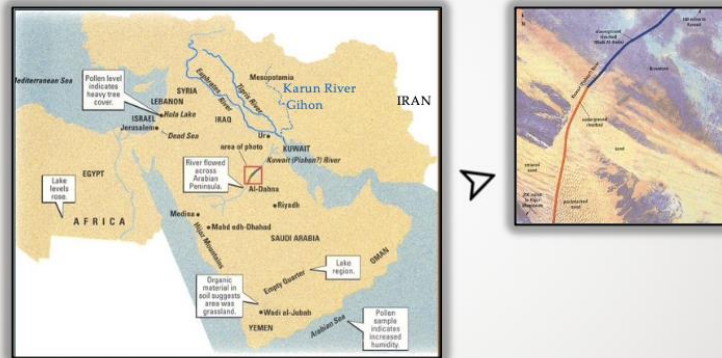 Mediterranean Sea
Pollen level
indicates
heavy tree
cover.
SYRIA
LEBANON
Hula Lake
ISRAEL
Jerusalem
Dead Sea
Euphrates River
Tigris River
Mesopotamia
Karun River
Gihon
IRAN
IRAQ
Ur
KUWAIT
Kuwait (Pishon?) River
area of photo
River flowed
across
Arabian
Peninsula.
Al-Dahna
EGYPT
Lake
levels
rose.
AFRICA
Medina
Riyadh
Mahd edh-Dhahad
Hijaz Mountains
SAUDI ARABIA
OMAN
Lake
region.
Empty Quarter
Organic
material in
soil suggests
area was
grassland.
Wadi al-Jubah
YEMEN
Arabian Sea
Pollen
sample
indicates
increased
humidity.
sand